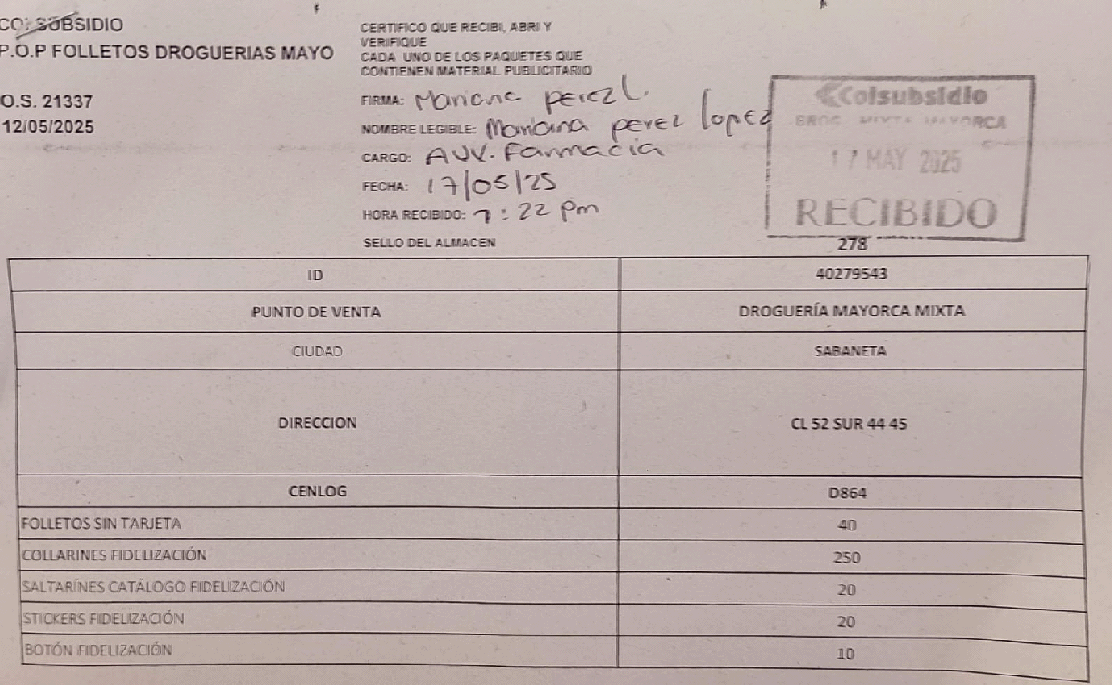 COLSUBSIDIO
P.O.P FOLLETOS DROGUERIAS MAYO
O.S. 21337
12/05/2025
CERTIFICO QUE RECIBI, ABRI Y
VERIFIQUE
CADA UNO DE LOS PAQUETES QUE
CONTIENEN MATERIAL PUBLICITARIO
FIRMA: Mariana perez L.
NOMBRE LEGIBLE: Mariana perez lopez
CARGO: AUX. Farmacia
FECHA: 17/05/25
HORA RECIBIDO: 7:22 pm
SELLO DEL ALMACEN
Colsubsidio
DROG. MIXTA MAYORCA
17 MAY 2025
RECIBIDO
278
ID 40279543
PUNTO DE VENTA DROGUERÍA MAYORCA MIXTA
CIUDAD SABANETA
DIRECCION CL 52 SUR 44 45
CENLOG D864
FOLLETOS SIN TARJETA 40
COLLARINES FIDELIZACIÓN 250
SALTARINES CATÁLOGO FIDELIZACIÓN 20
STICKERS FIDELIZACIÓN 20
BOTÓN FIDELIZACIÓN 10